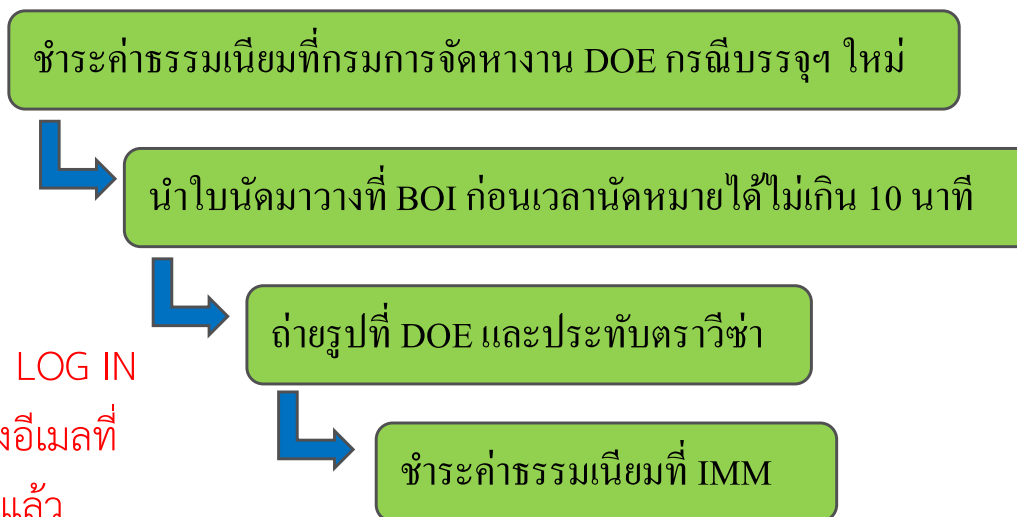 ชำระค่าธรรมเนียมที่กรมการจัดหางาน DOE กรณีบรรจุฯ ใหม่
นำใบนัดมาวางที่ BOI ก่อนเวลานัดหมายได้ไม่เกิน 10 นาที
ถ่ายรูปที่ DOE และประทับตราวีซ่า
LOG IN
งอีเมลที่
ชำระค่าธรรมเนียมที่ IMM
แล้ว